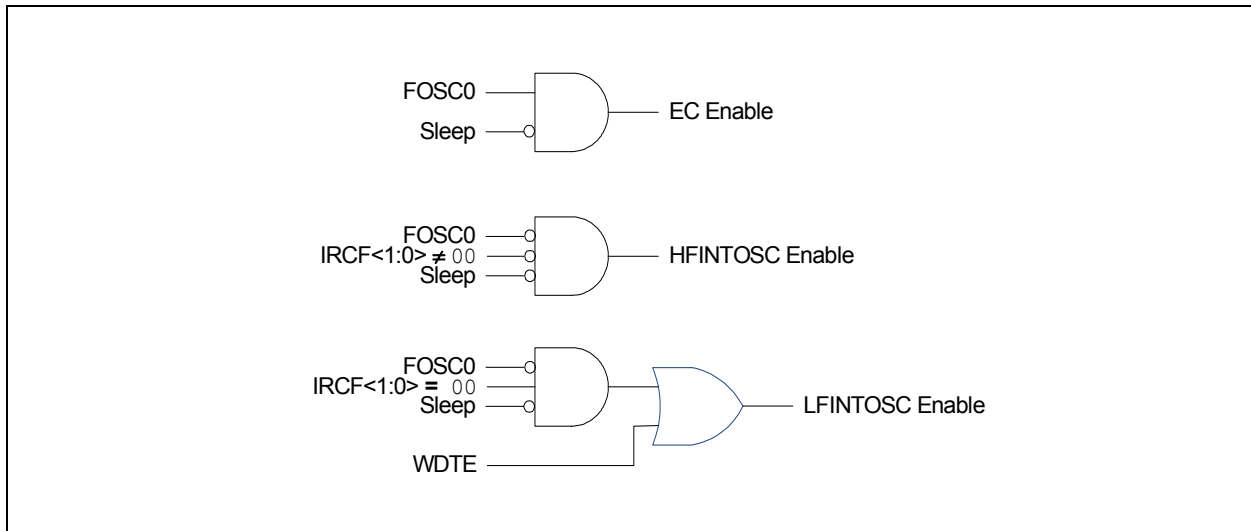 FOSC0
EC Enable
Sleep
FOSC0
IRCF<1:0> ≠ 00
HFINTOSC Enable
Sleep
FOSC0
IRCF<1:0> = 00
Sleep
LFINTOSC Enable
WDTE